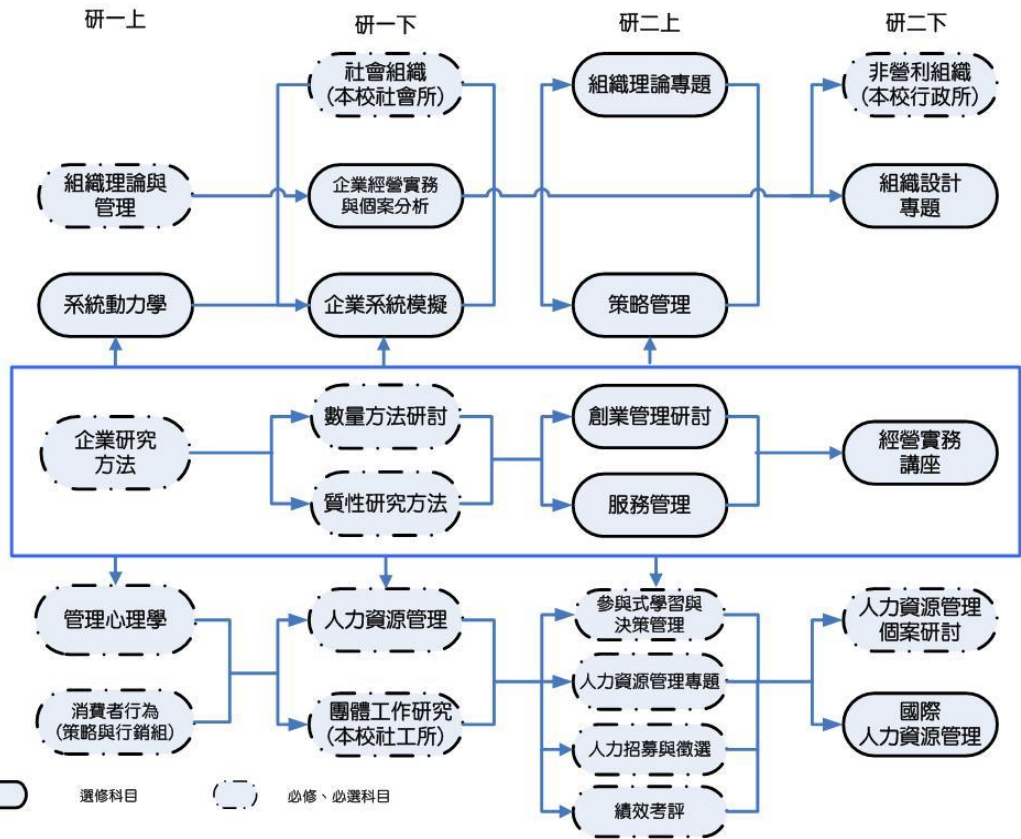 研一上
研一下
研二上
研二下
社會組織
(本校社會所)
組織理論專題
非營利組織
(本校行政所)
組織理論與
管理
企業經營實務
與個案分析
組織設計
專題
系統動力學
企業系統模擬
策略管理
企業研究
方法
數量方法研討
質性研究方法
創業管理研討
服務管理
經營實務
講座
管理心理學
人力資源管理
參與式學習與
決策管理
人力資源管理
個案研討
消費者行為
(策略與行銷組)
團體工作研究
(本校社工所)
人力資源管理專題
人力招募與徵選
績效考評
國際
人力資源管理
選修科目
必修、必選科目